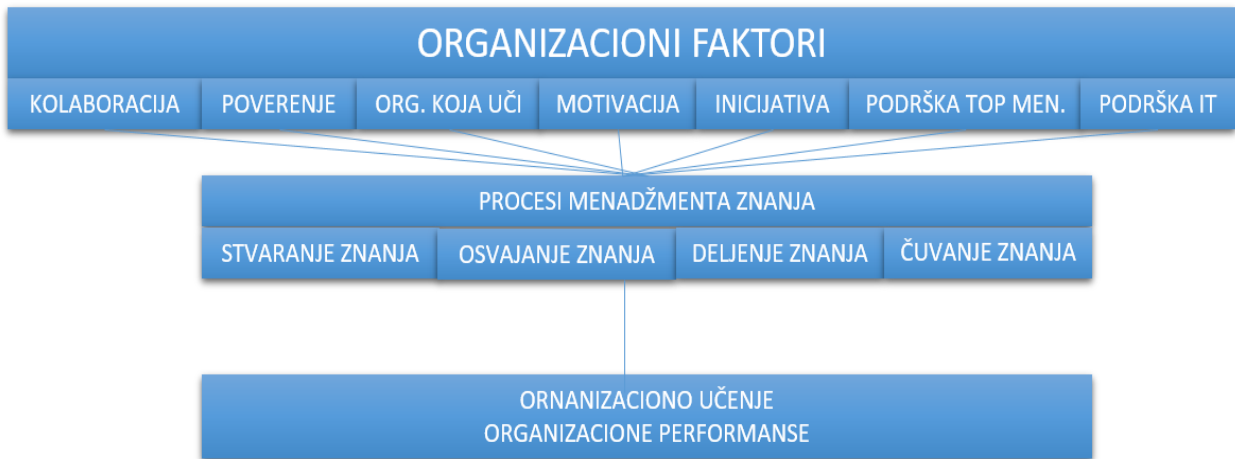 ORGANIZACIONI FAKTORI
KOLABORACIJA POVERENJE ORG. KOJA UČI MOTIVACIJA INICIJATIVA PODRŠKA TOP MEN. PODRŠKA IT
PROCESI MENADŽMENTA ZNANJA
STVARANJE ZNANJA OSVAJANJE ZNANJA DELJENJE ZNANJA ČUVANJE ZNANJA
ORNANIZACIONO UČENJE
ORGANIZACIONE PERFORMANSE